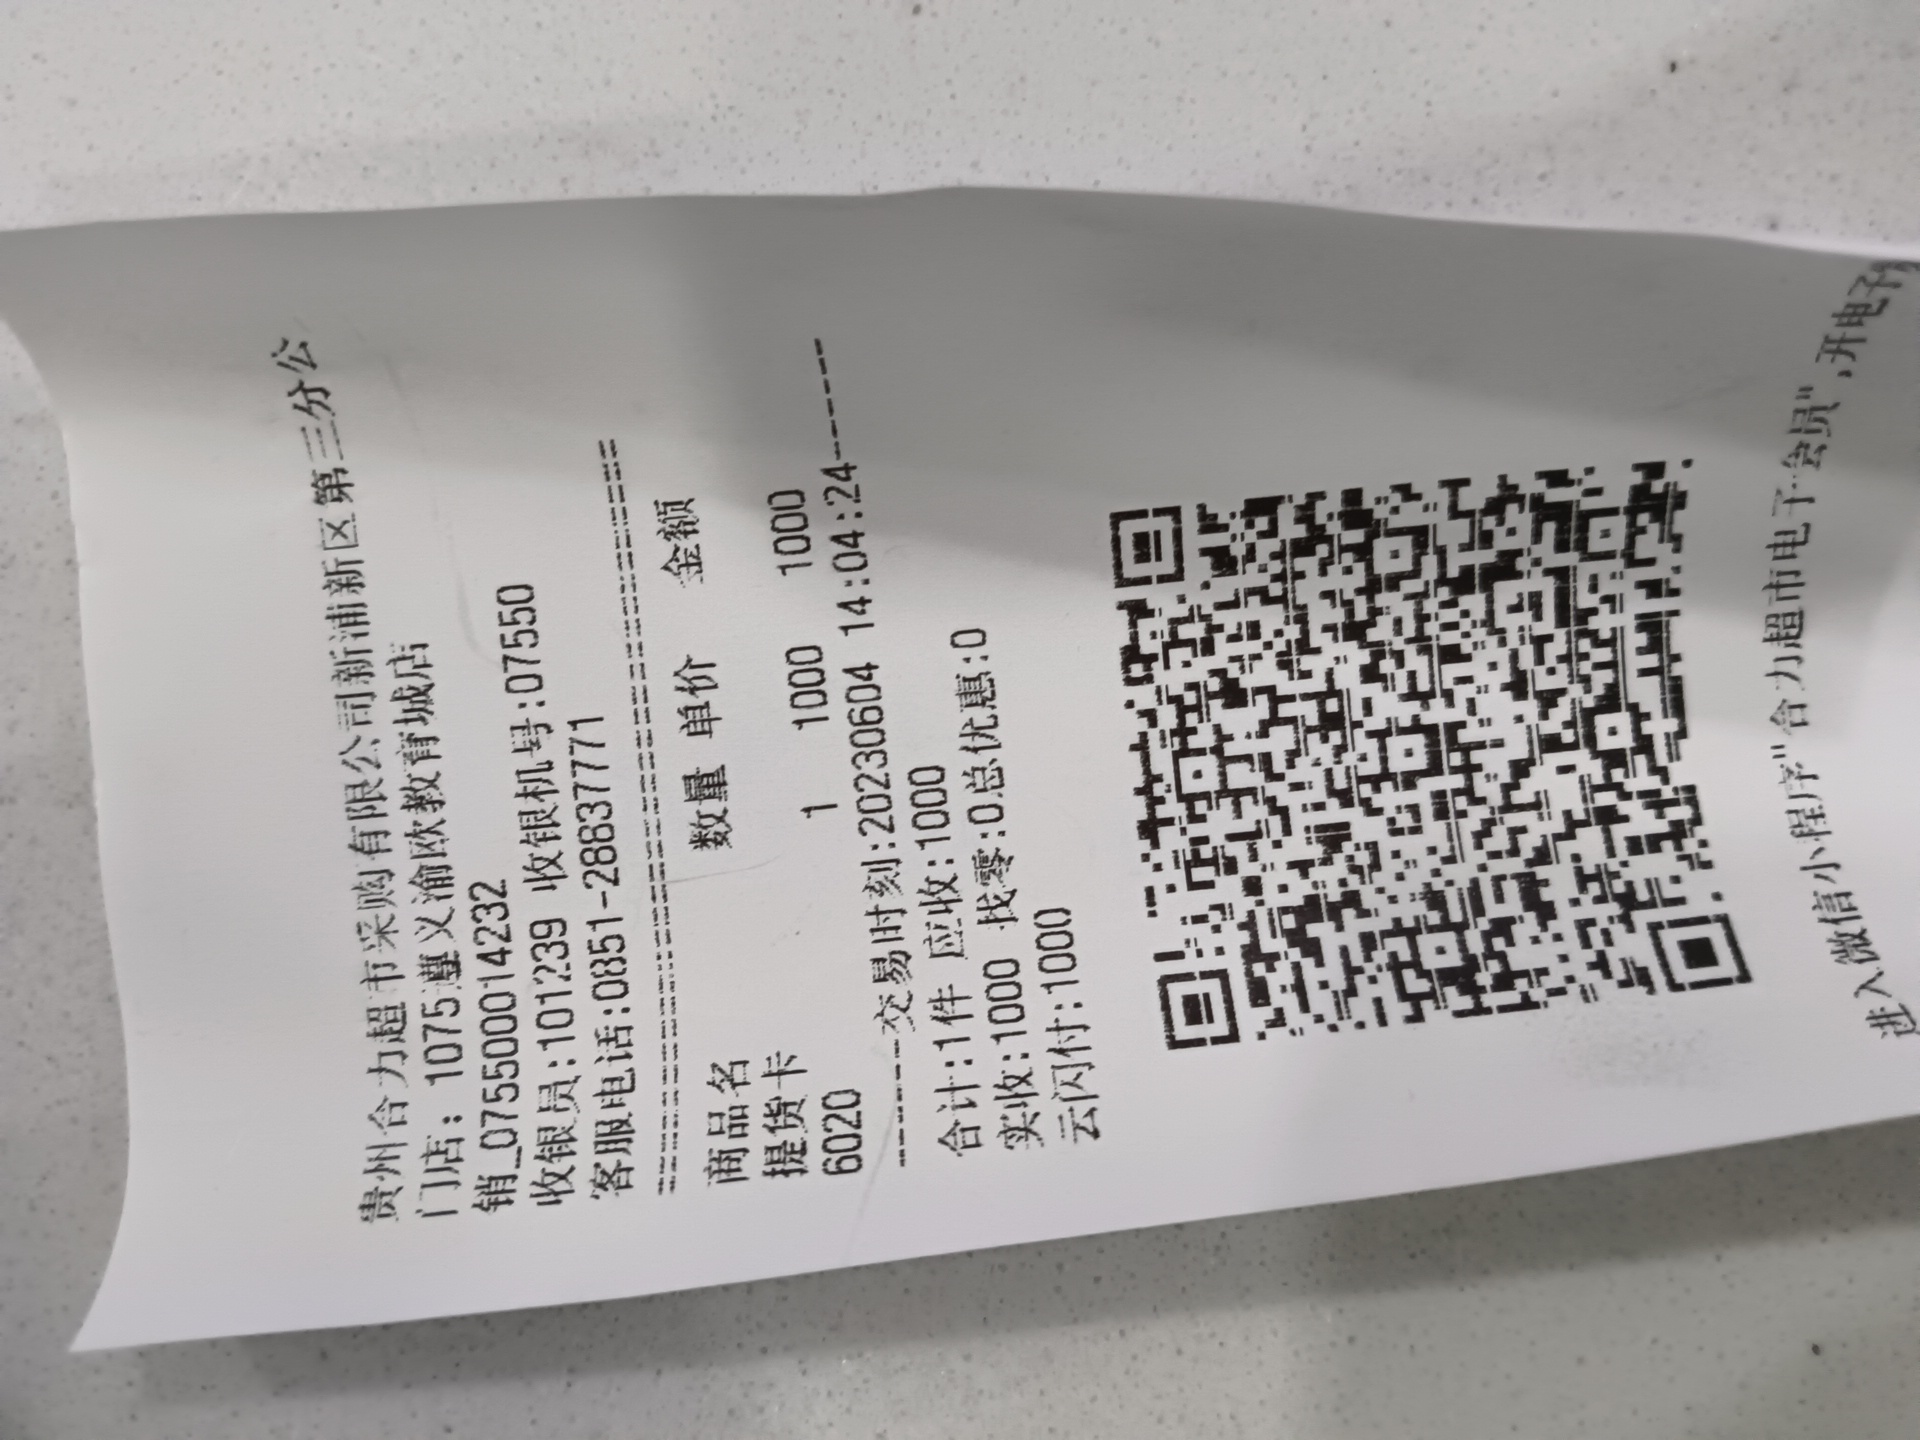 贵州合力超市采购有限公司新浦新区第三分公
门店: 1075遵义渝欧教育城店
销_075500014232
收银员:101239 收银机号:07550
客服电话:0851-28837771
================================
商品名 数量 单价 金额
提货卡
6020 1 1000 1000
------交易时刻:20230604 14:04:24------
合计:1件 应收:1000
实收:1000 找零:0总优惠:0
云闪付:1000
进入微信小程序"合力超市电子会员",开电子